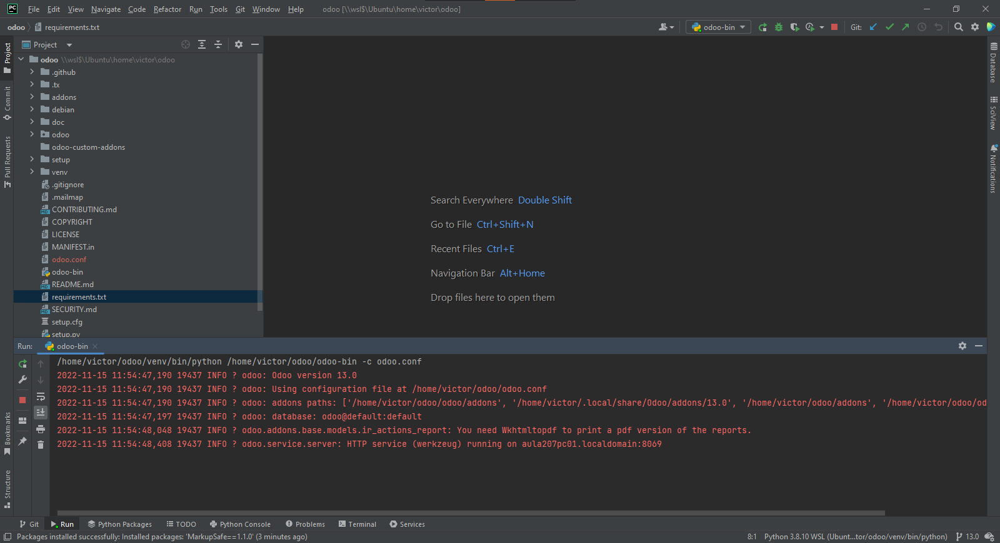 PC File Edit View Navigate Code Refactor Run Tools Git Window Help odoo [\\wsl$\Ubuntu\home\victor\odoo]
odoo requirements.txt odoo-bin Git:
Project
odoo \\wsl$\Ubuntu\home\victor\odoo
.github
.tx
addons
debian
doc
odoo
odoo-custom-addons
setup
venv
.gitignore
.mailmap
CONTRIBUTING.md
COPYRIGHT
LICENSE
MANIFEST.in
odoo.conf
odoo-bin
README.md
requirements.txt
SECURITY.md
setup.cfg
setup.py
Project
Commit
Pull Requests
Bookmarks
Structure
Search Everywhere Double Shift
Go to File Ctrl+Shift+N
Recent Files Ctrl+E
Navigation Bar Alt+Home
Drop files here to open them
Database
SciView
Notifications
Run: odoo-bin
/home/victor/odoo/venv/bin/python /home/victor/odoo/odoo-bin -c odoo.conf
2022-11-15 11:54:47,190 19437 INFO ? odoo: Odoo version 13.0
2022-11-15 11:54:47,190 19437 INFO ? odoo: Using configuration file at /home/victor/odoo/odoo.conf
2022-11-15 11:54:47,190 19437 INFO ? odoo: addons paths: ['/home/victor/odoo/odoo/addons', '/home/victor/.local/share/Odoo/addons/13.0', '/home/victor/odoo/addons', '/home/victor/odoo/od
2022-11-15 11:54:47,197 19437 INFO ? odoo: database: odoo@default:default
2022-11-15 11:54:48,048 19437 INFO ? odoo.addons.base.models.ir_actions_report: You need Wkhtmltopdf to print a pdf version of the reports.
2022-11-15 11:54:48,408 19437 INFO ? odoo.service.server: HTTP service (werkzeug) running on aula207pc01.localdomain:8069
Git Run Python Packages TODO Python Console Problems Terminal Services
Packages installed successfully: Installed packages: 'MarkupSafe==1.1.0' (3 minutes ago) 8:1 Python 3.8.10 WSL (Ubunt...tor/odoo/venv/bin/python) 13.0